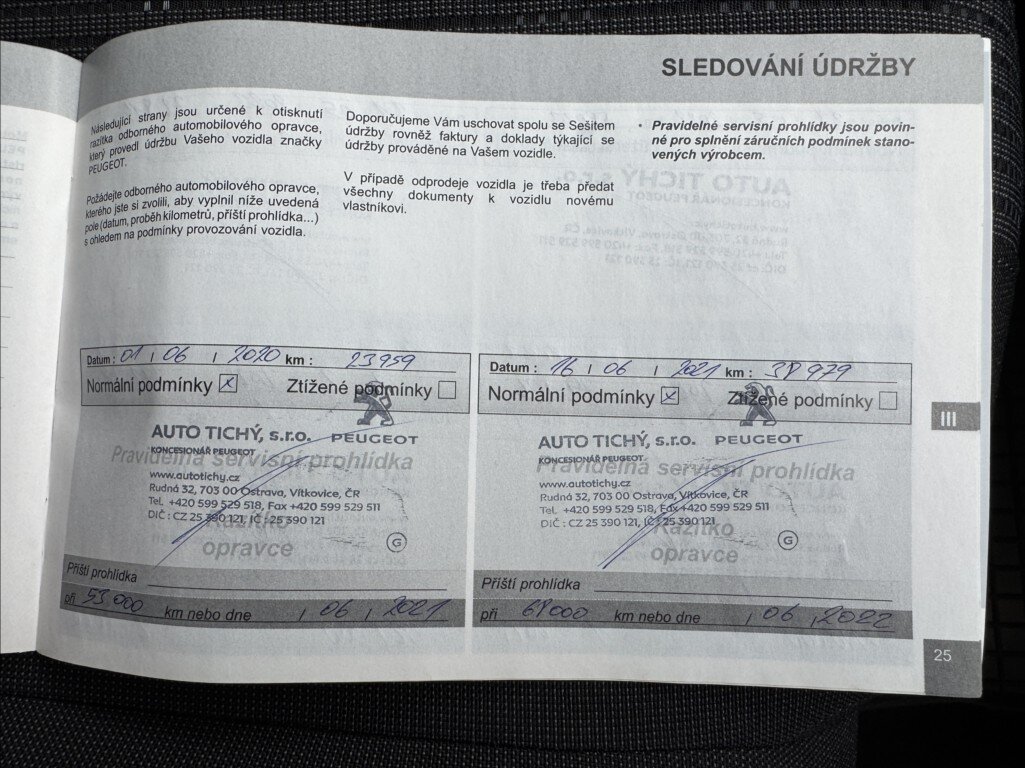 SLEDOVÁNÍ ÚDRŽBY
Následující strany jsou určené k otisknutí
razítka odborného automobilového opravce,
který provedl údržbu Vašeho vozidla značky
PEUGEOT.
Požádejte odborného automobilového opravce,
kterého jste si zvolili, aby vyplnil níže uvedená
pole (datum, proběh kilometrů, příští prohlídka...)
s ohledem na podmínky provozování vozidla.
Doporučujeme Vám uschovat spolu se Sešitem
údržby rovněž faktury a doklady týkající se
údržby prováděné na Vašem vozidle.
V případě odprodeje vozidla je třeba předat
všechny dokumenty k vozidlu novému
vlastníkovi.
• Pravidelné servisní prohlídky jsou povin-
né pro splnění záručních podmínek stano-
vených výrobcem.
Datum : 01 / 06 / 2020 km : 23959
Normální podmínky x Ztížené podmínky
AUTO TICHÝ, s.r.o. PEUGEOT
KONCESIONÁŘ PEUGEOT
Pravidelná servisní prohlídka
www.autotichy.cz
Rudná 32, 703 00 Ostrava, Vítkovice, ČR
Tel. +420 599 529 518, Fax +420 599 529 511
DIČ : CZ 25 390 121, IČ : 25 390 121
Razítko
opravce
G
Příští prohlídka
při 53000 km nebo dne / 06 / 2021
Datum : 16 / 06 / 2021 km :
Normální podmínky x Ztížené podmínky
AUTO TICHÝ, s.r.o. PEUGEOT
KONCESIONÁŘ PEUGEOT
Pravidelná servisní prohlídka
www.autotichy.cz
Rudná 32, 703 00 Ostrava, Vítkovice, ČR
Tel. +420 599 529 518, Fax +420 599 529 511
DIČ : CZ 25 390 121, IČ : 25 390 121
Razítko
opravce
G
Příští prohlídka
při 68000 km nebo dne / 06 / 2022
III
25